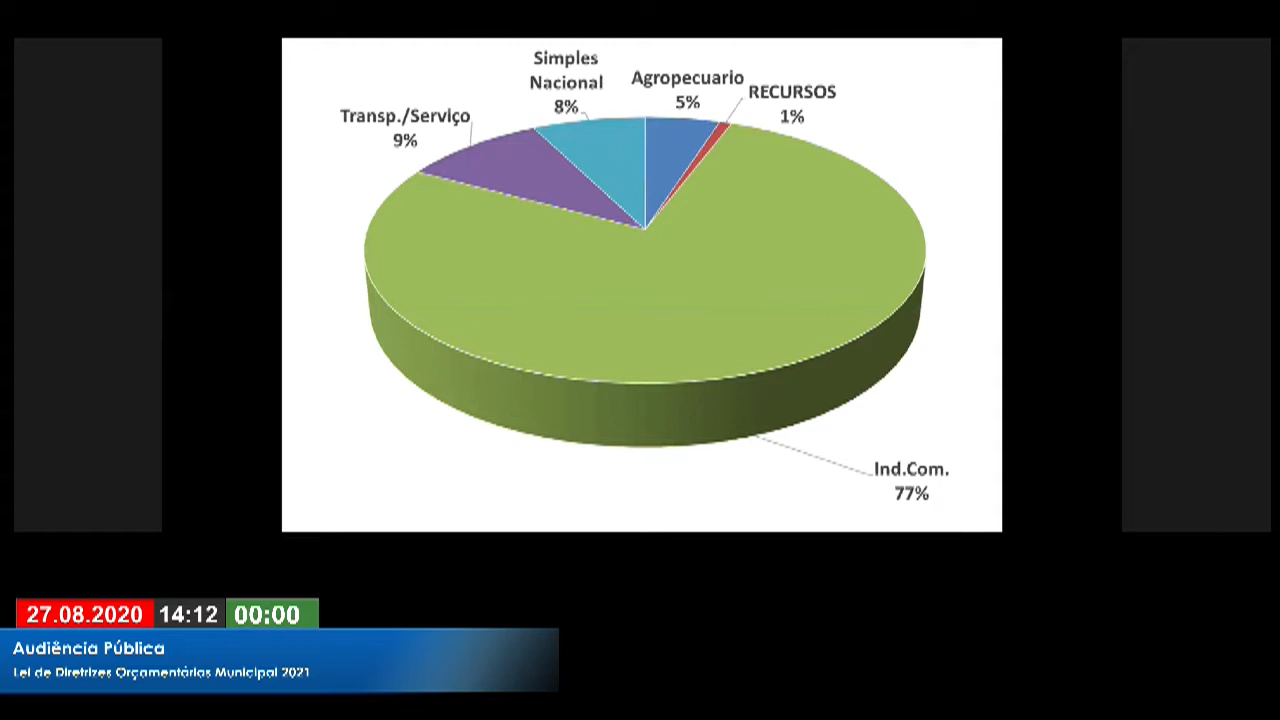 Simples
Nacional
8%
Agropecuario
5%
RECURSOS
1%
Transp./Serviço
9%
Ind.Com.
77%
27.08.2020 14:12 00:00
Audiência Pública
Lei de Diretrizes Orçamentárias Municipal 2021